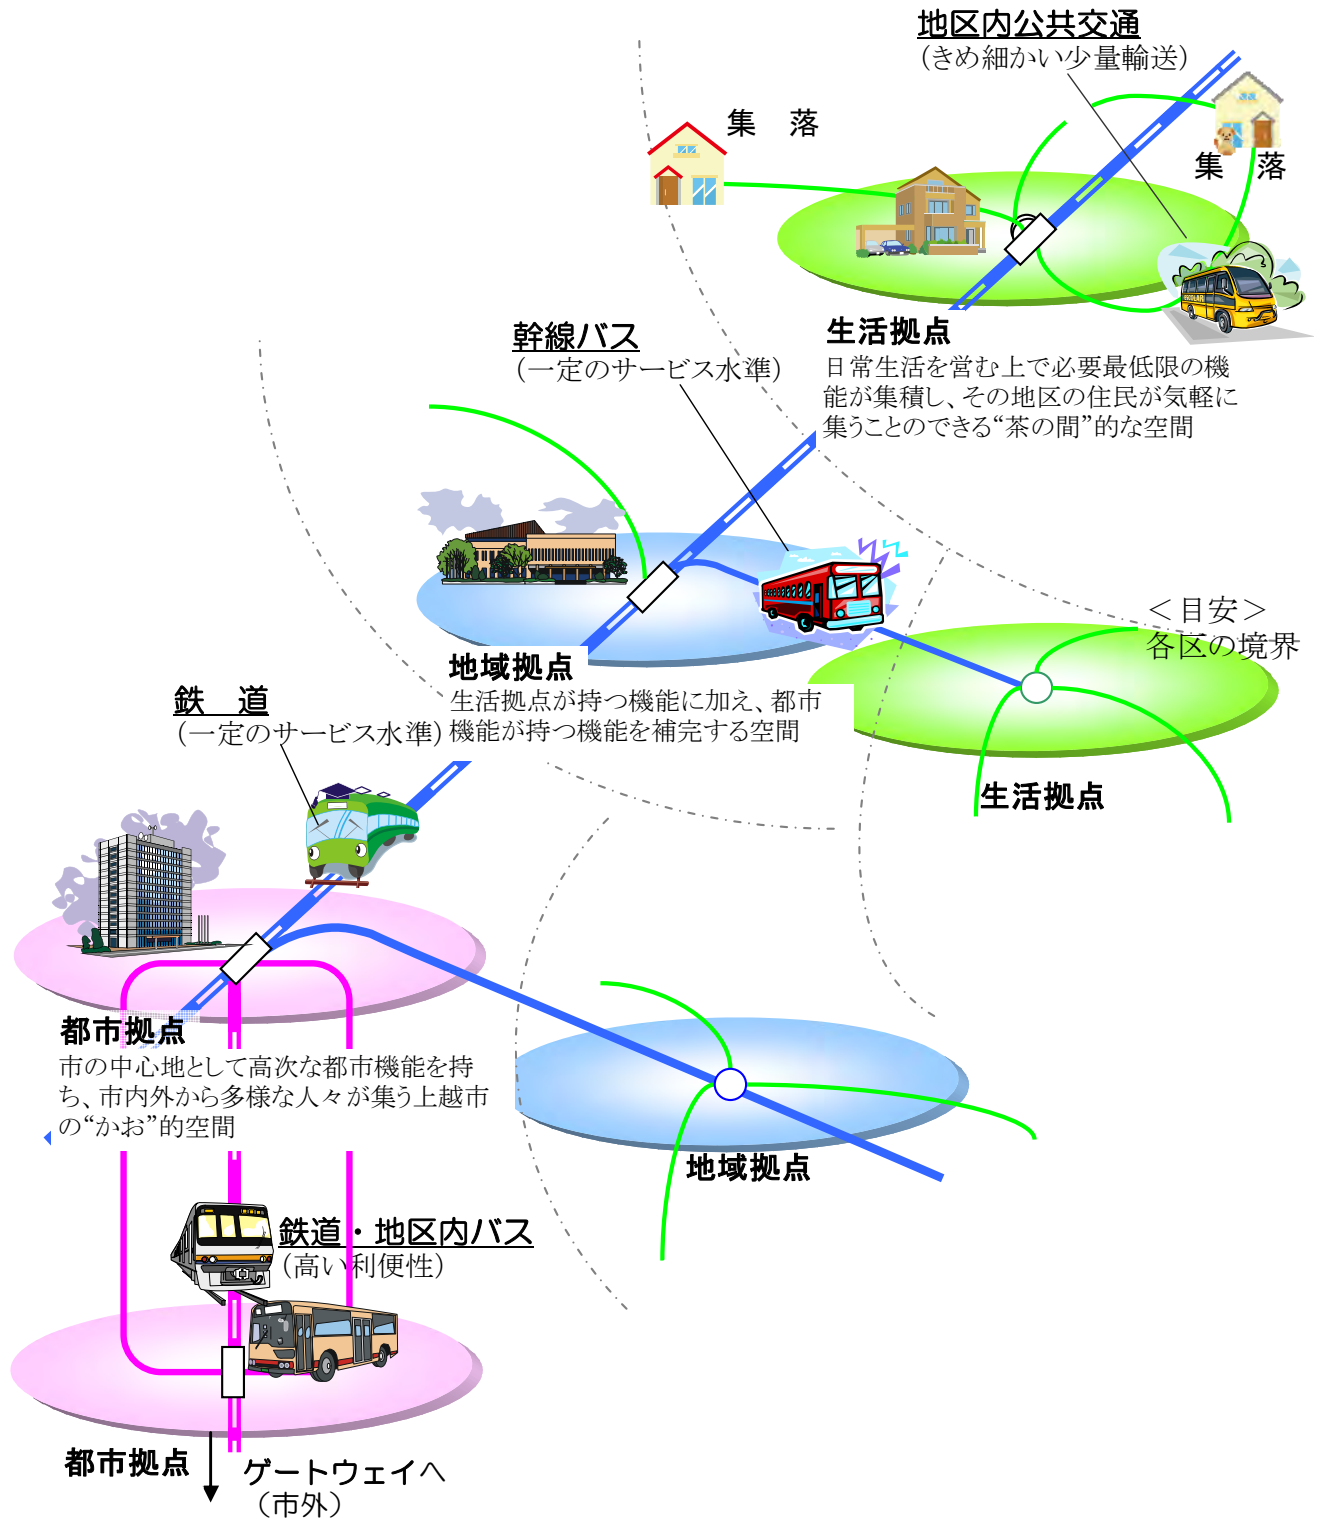 地区内公共交通
（きめ細かい少量輸送）
集　落
集　落
ESCOLAR
生活拠点
日常生活を営む上で必要最低限の機
能が集積し、その地区の住民が気軽に
集うことのできる“茶の間”的な空間
幹線バス
（一定のサービス水準）
＜目安＞
各区の境界
地域拠点
生活拠点が持つ機能に加え、都市
機能が持つ機能を補完する空間
鉄　道
（一定のサービス水準）
生活拠点
都市拠点
市の中心地として高次な都市機能を持
ち、市内外から多様な人々が集う上越市
の“かお”的空間
地域拠点
鉄道・地区内バス
（高い利便性）
都市拠点
ゲートウェイへ
（市外）